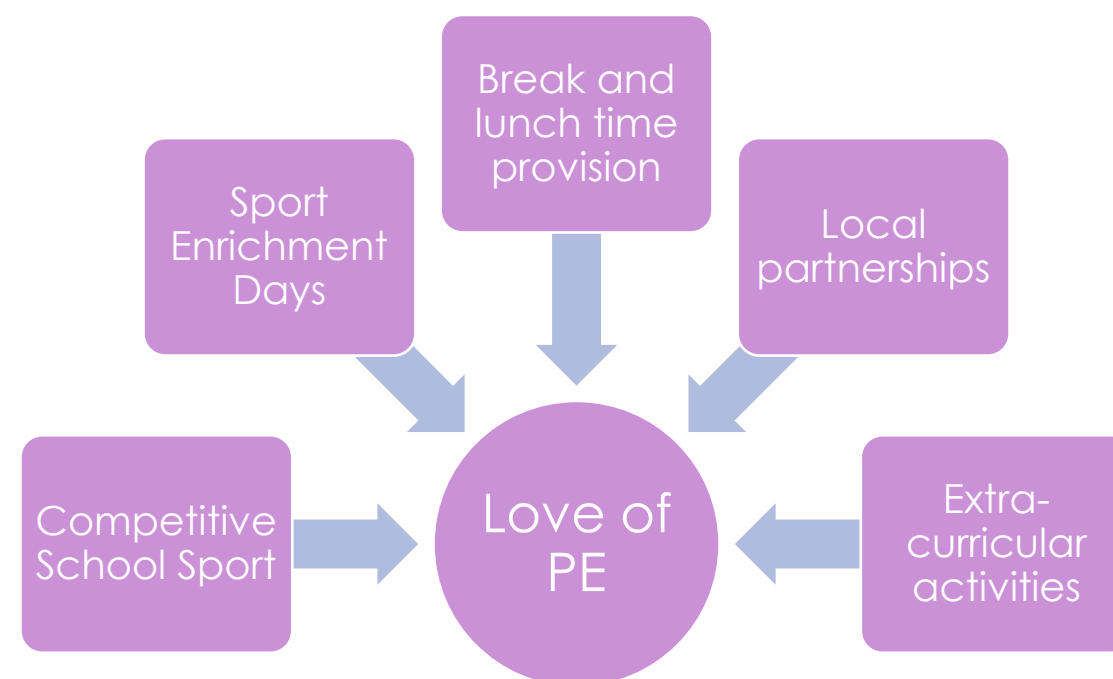 Break and
lunch time
provision
Sport
Enrichment
Days
Local
partnerships
Competitive
School Sport
Love of
PE
Extra-
curricular
activities